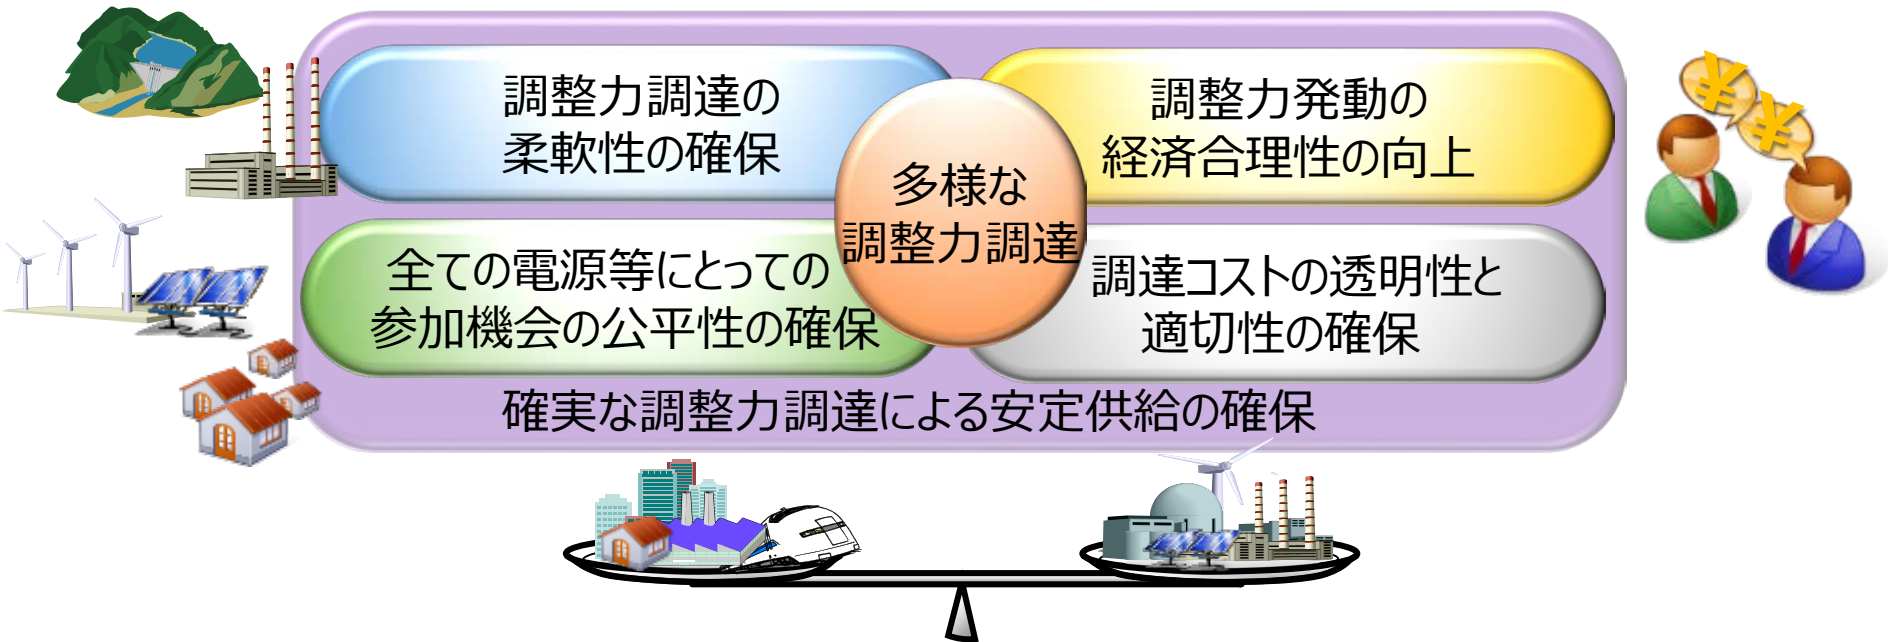 調整力調達の
柔軟性の確保
調整力発動の
経済合理性の向上
多様な
調整力調達
全ての電源等にとっての
参加機会の公平性の確保
調達コストの透明性と
適切性の確保
確実な調整力調達による安定供給の確保
¥
¥